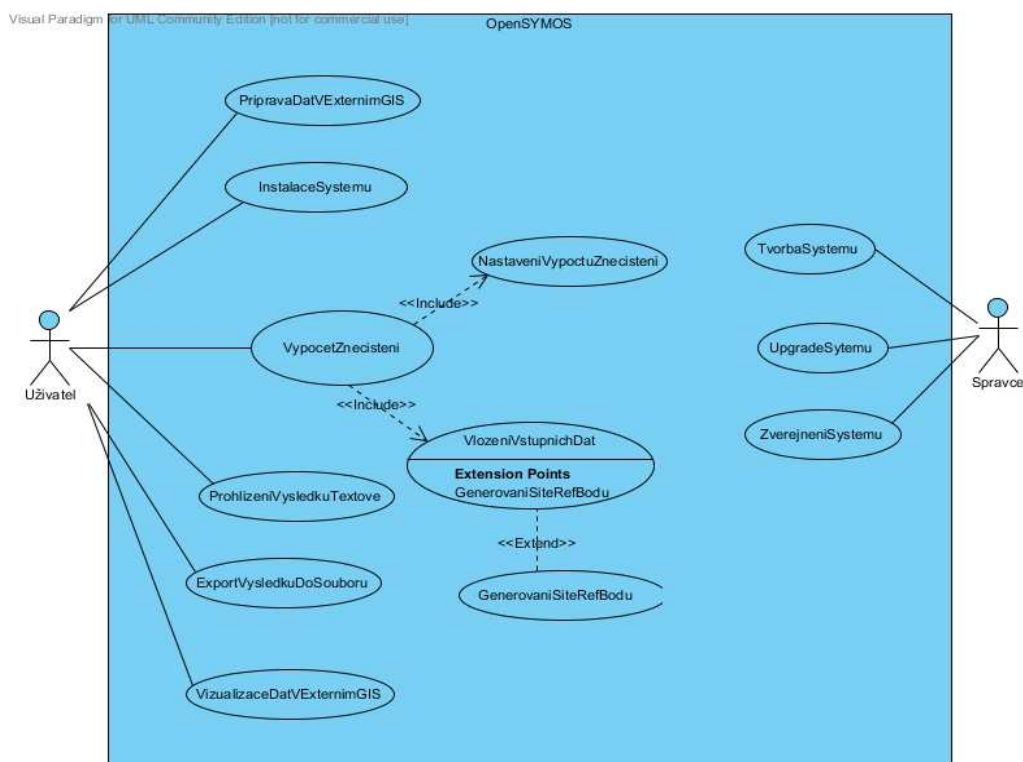 Visual Paradigm for UML Community Edition [not for commercial use]
OpenSYMOS
PripravaDatVExternimGIS
InstalaceSystemu
NastaveniVypoctuZnecisteni
TvorbaSystemu
<<Include>>
VypocetZnecisteni
UpgradeSytemu
Uživatel
Spravce
<<Include>>
VlozeniVstupnichDat
ZverejneniSystemu
Extension Points
GenerovaniSiteRefBodu
ProhlizeniVysledkuTextove
<<Extend>>
ExportVysledkuDoSouboru
GenerovaniSiteRefBodu
VizualizaceDatVExternimGIS